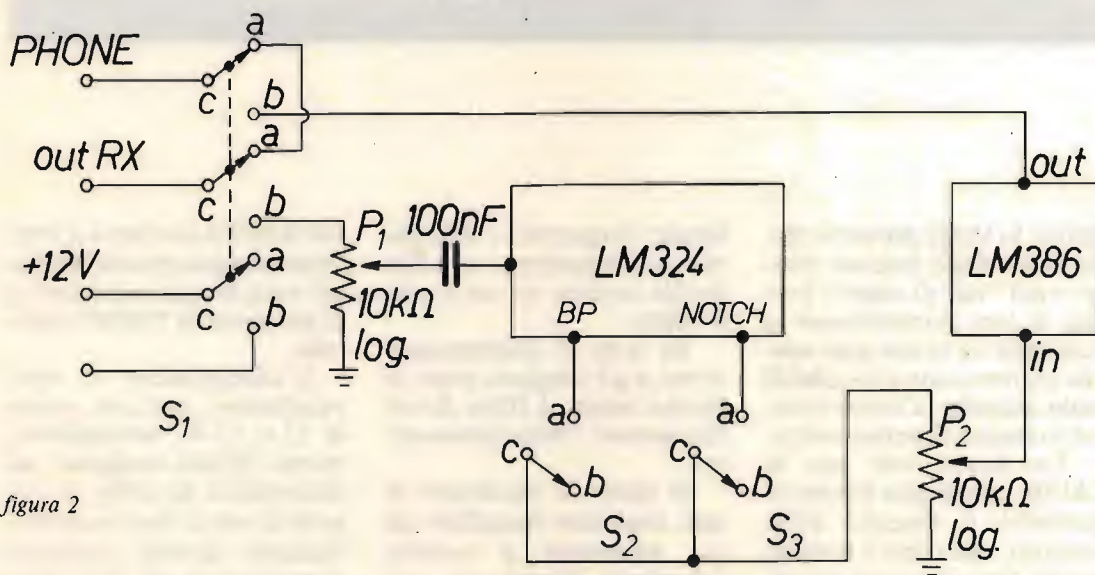 PHONE
a
c
b
out RX
a
c
b
+12V
a
c
b
S1
P1
10kΩ
log.
100nF
LM324
BP
NOTCH
a
c
b
S2
a
c
b
S3
out
LM386
in
P2
10kΩ
log.
figura 2